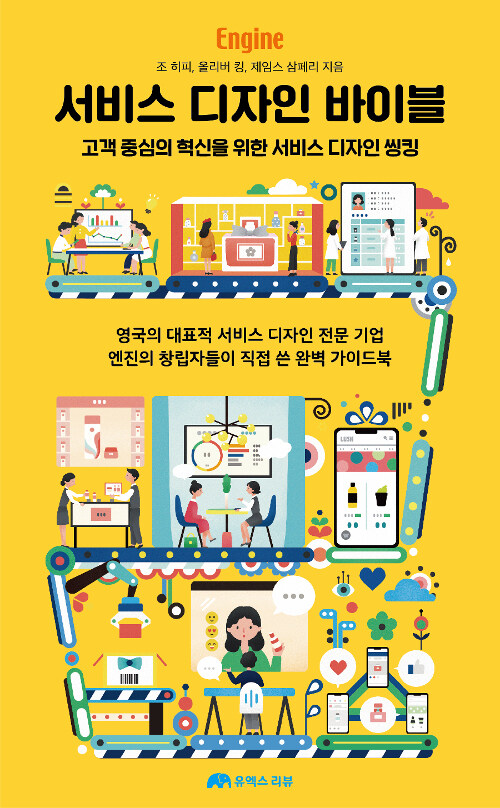 Engine
조 히피, 올리버 킹, 제임스 삼페리 지음
서비스 디자인 바이블
고객 중심의 혁신을 위한 서비스 디자인 씽킹
영국의 대표적 서비스 디자인 전문 기업
엔진의 창립자들이 직접 쓴 완벽 가이드북
LUSH
유엑스 리뷰